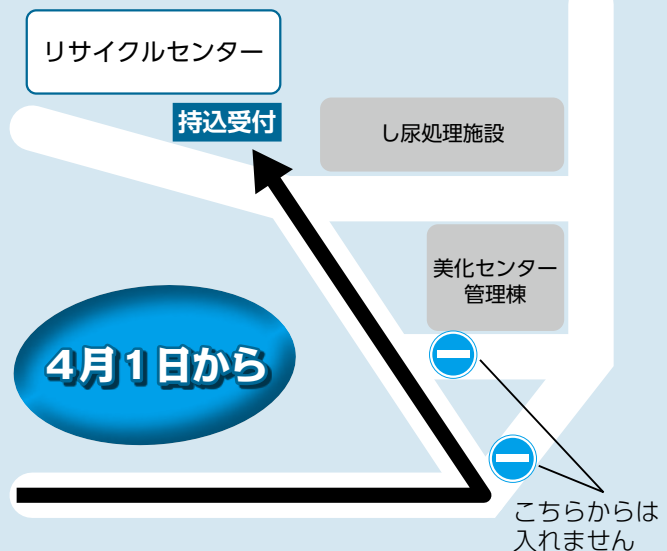 リサイクルセンター
持込受付
し尿処理施設
美化センター
管理棟
4月1日から
こちらからは
入れません